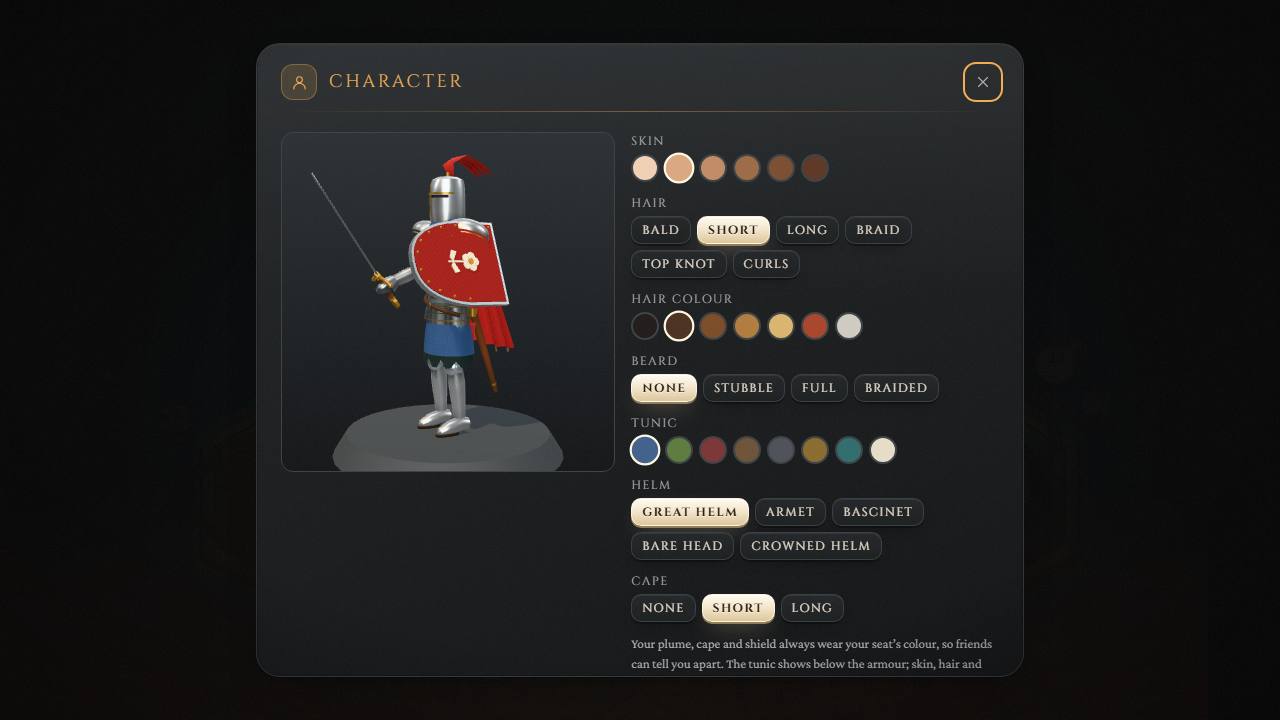 CHARACTER
SKIN
HAIR
BALD SHORT LONG BRAID
TOP KNOT CURLS
HAIR COLOUR
BEARD
NONE STUBBLE FULL BRAIDED
TUNIC
HELM
GREAT HELM ARMET BASCINET
BARE HEAD CROWNED HELM
CAPE
NONE SHORT LONG
Your plume, cape and shield always wear your seat's colour, so friends
can tell you apart. The tunic shows below the armour; skin, hair and